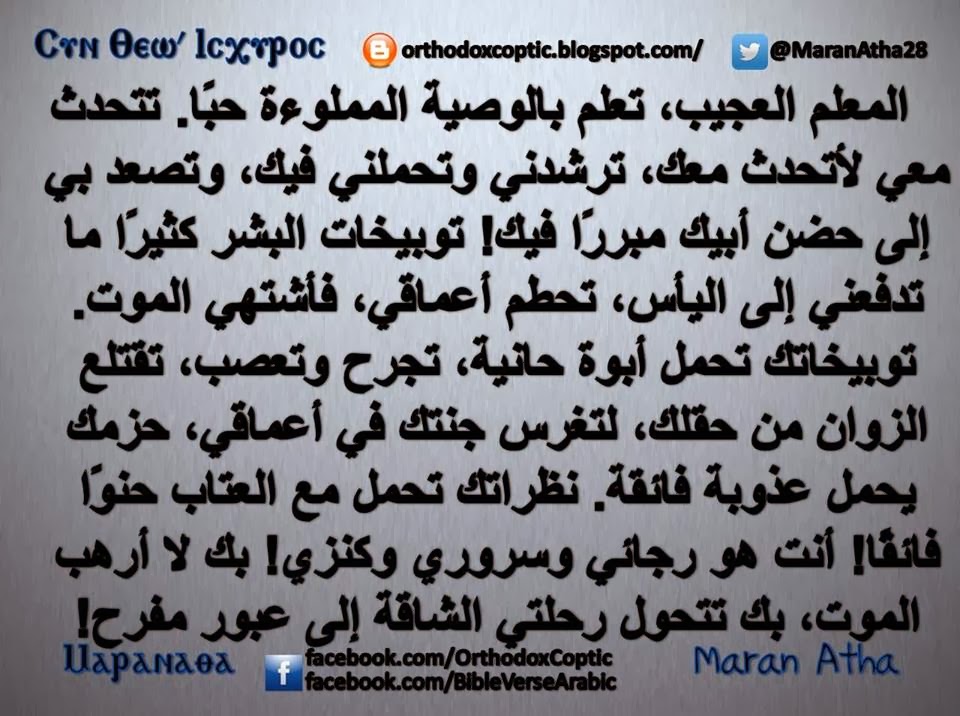 Ⲥⲩⲛ Ⲑⲉⲱ' Ⲓⲥⲭⲩⲣⲟⲥ orthodoxcoptic.blogspot.com/ @MaranAtha28
المعلم العجيب، تعلم بالوصية المملوءة حبًا. تتحدث
معي لأتحدث معك، ترشدني وتحملني فيك، وتصعد بي
إلى حضن أبيك مبررًا فيك! توبيخات البشر كثيرًا ما
تدفعني إلى اليأس، تحطم أعماقي، فأشتهي الموت.
توبيخاتك تحمل أبوة حانية، تجرح وتعصب، تقتلع
الزوان من حقلك، لتغرس جنتك في أعماقي، حزمك
يحمل عذوبة فائقة. نظراتك تحمل مع العتاب حنوًا
فائقًا! أنت هو رجائي وسروري وكنزي! بك لا أرهب
الموت، بك تتحول رحلتي الشاقة إلى عبور مفرح!
Ⲙⲁⲣⲁⲛⲁⲑⲁ facebook.com/OrthodoxCoptic Maran Atha
facebook.com/BibleVerseArabic